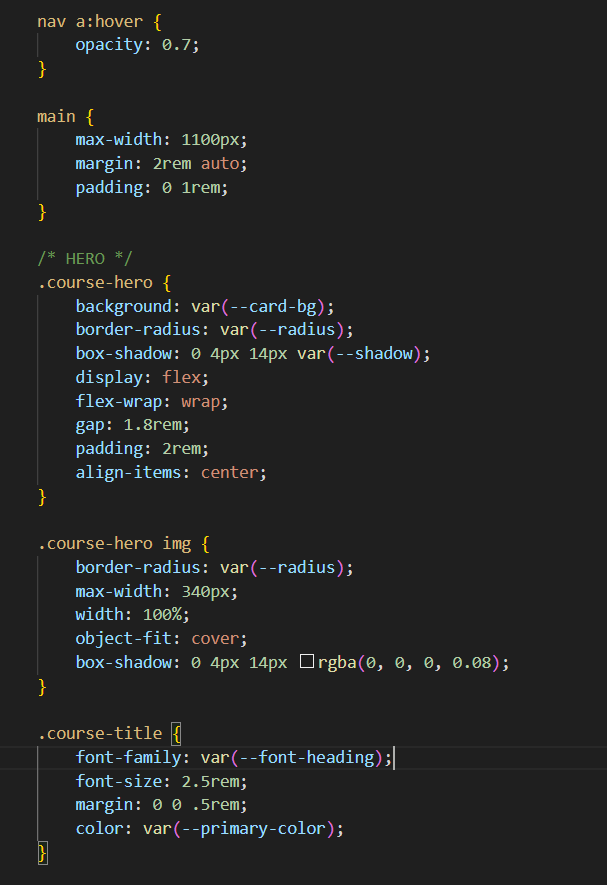 nav a:hover {
    opacity: 0.7;
}

main {
    max-width: 1100px;
    margin: 2rem auto;
    padding: 0 1rem;
}

/* HERO */
.course-hero {
    background: var(--card-bg);
    border-radius: var(--radius);
    box-shadow: 0 4px 14px var(--shadow);
    display: flex;
    flex-wrap: wrap;
    gap: 1.8rem;
    padding: 2rem;
    align-items: center;
}

.course-hero img {
    border-radius: var(--radius);
    max-width: 340px;
    width: 100%;
    object-fit: cover;
    box-shadow: 0 4px 14px rgba(0, 0, 0, 0.08);
}

.course-title {
    font-family: var(--font-heading);
    font-size: 2.5rem;
    margin: 0 0 .5rem;
    color: var(--primary-color);
}